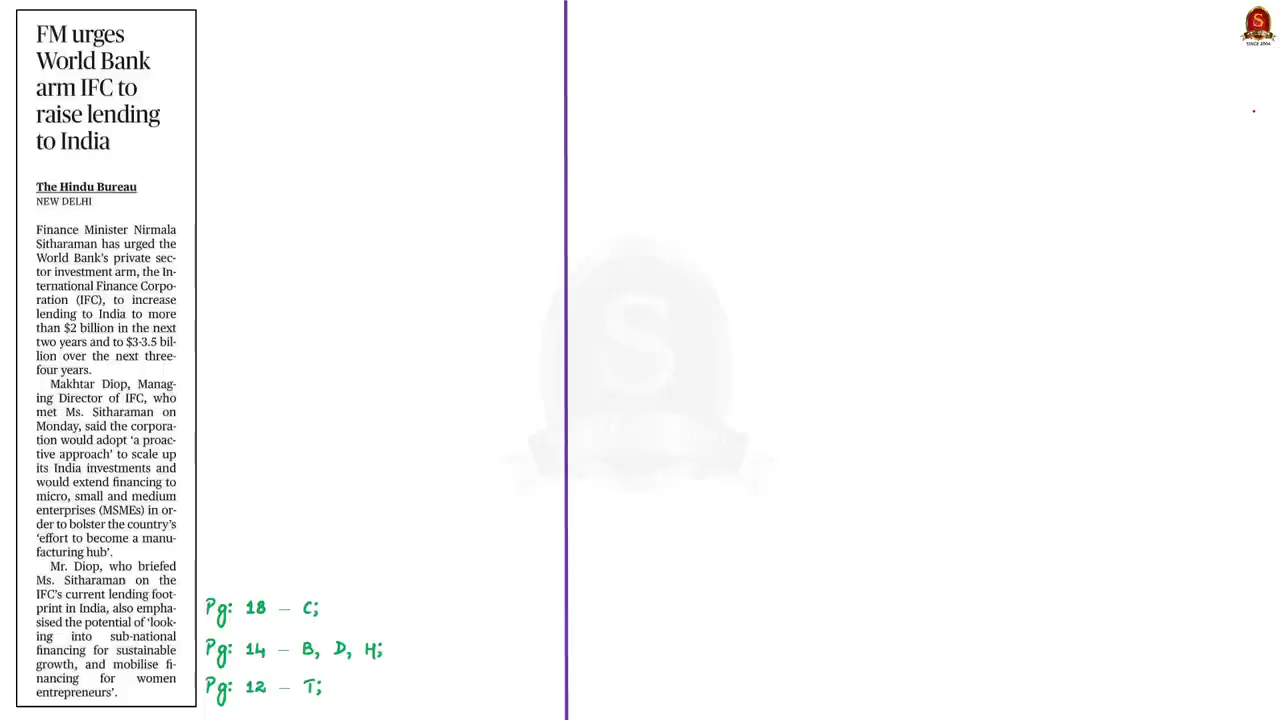 FM urges
World Bank
arm IFC to
raise lending
to India
The Hindu Bureau
NEW DELHI
Finance Minister Nirmala
Sitharaman has urged the
World Bank's private sec-
tor investment arm, the In-
ternational Finance Corpo-
ration (IFC), to increase
lending to India to more
than $2 billion in the next
two years and to $3-3.5 bil-
lion over the next three-
four years.
Makhtar Diop, Manag-
ing Director of IFC, who
met Ms. Sitharaman on
Monday, said the corpora-
tion would adopt 'a proac-
tive approach' to scale up
its India investments and
would extend financing to
micro, small and medium
enterprises (MSMEs) in or-
der to bolster the country's
'effort to become a manu-
facturing hub'.
Mr. Diop, who briefed
Ms. Sitharaman on the
IFC's current lending foot-
print in India, also empha-
sised the potential of 'look-
ing into sub-national
financing for sustainable
growth, and mobilise fi-
nancing for women
entrepreneurs'.
Pg: 18 – C;
Pg: 14 – B, D, H;
Pg: 12 – T;
S
SINCE 2004
S